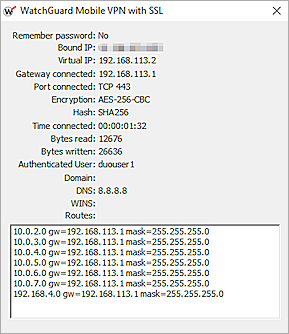 WatchGuard Mobile VPN with SSL
Remember password: No
Bound IP:
Virtual IP: 192.168.113.2
Gateway connected: 192.168.113.1
Port connected: TCP 443
Encryption: AES-256-CBC
Hash: SHA256
Time connected: 00:00:01:32
Bytes read: 12676
Bytes written: 26636
Authenticated User: duouser1
Domain:
DNS: 8.8.8.8
WINS:
Routes:
10.0.2.0 gw=192.168.113.1 mask=255.255.255.0
10.0.3.0 gw=192.168.113.1 mask=255.255.255.0
10.0.4.0 gw=192.168.113.1 mask=255.255.255.0
10.0.5.0 gw=192.168.113.1 mask=255.255.255.0
10.0.6.0 gw=192.168.113.1 mask=255.255.255.0
10.0.7.0 gw=192.168.113.1 mask=255.255.255.0
192.168.4.0 gw=192.168.113.1 mask=255.255.255.0